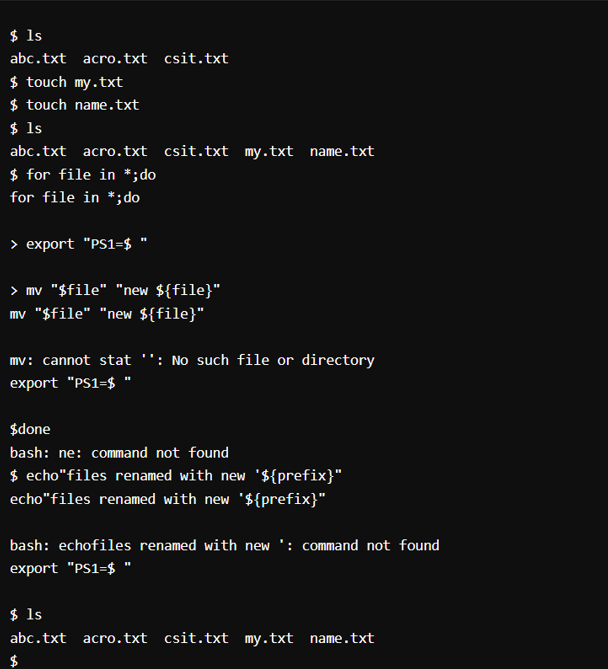 $ ls
abc.txt  acro.txt  csit.txt
$ touch my.txt
$ touch name.txt
$ ls
abc.txt  acro.txt  csit.txt  my.txt  name.txt
$ for file in *;do
for file in *;do
> export "PS1=$ "
> mv "$file" "new ${file}"
mv "$file" "new ${file}"
mv: cannot stat '': No such file or directory
export "PS1=$ "
$done
bash: ne: command not found
$ echo"files renamed with new '${prefix}"
echo"files renamed with new '${prefix}"
bash: echofiles renamed with new ': command not found
export "PS1=$ "
$ ls
abc.txt  acro.txt  csit.txt  my.txt  name.txt
$